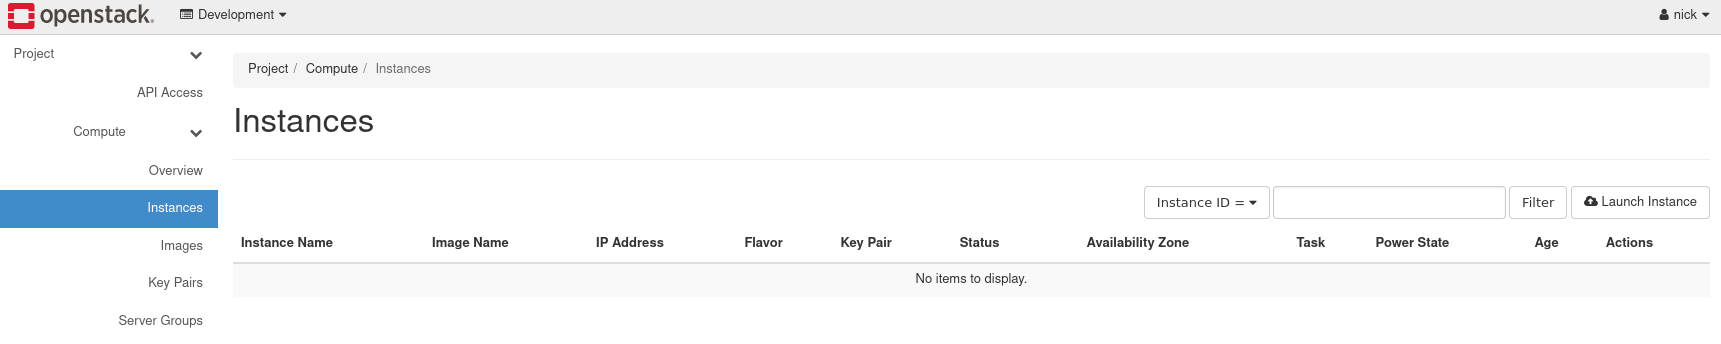 openstack. Development nick
Project
API Access
Compute
Overview
Instances
Images
Key Pairs
Server Groups
Project / Compute / Instances
Instances
Instance ID = Filter Launch Instance
Instance Name Image Name IP Address Flavor Key Pair Status Availability Zone Task Power State Age Actions
No items to display.